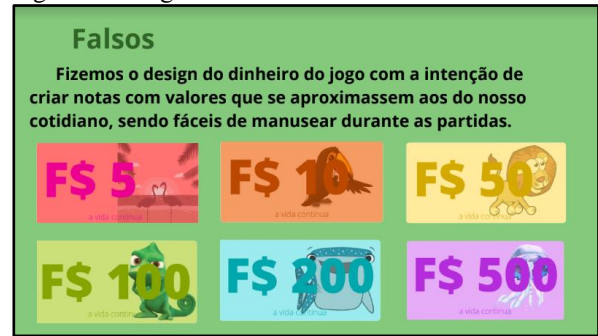 Falsos
Fizemos o design do dinheiro do jogo com a intenção de
criar notas com valores que se aproximassem aos do nosso
cotidiano, sendo fáceis de manusear durante as partidas.
F$ 5
a vida continua
F$ 10
a vida continua
F$ 50
a vida continua
F$ 100
a vida continua
F$ 200
a vida continua
F$ 500
a vida continua